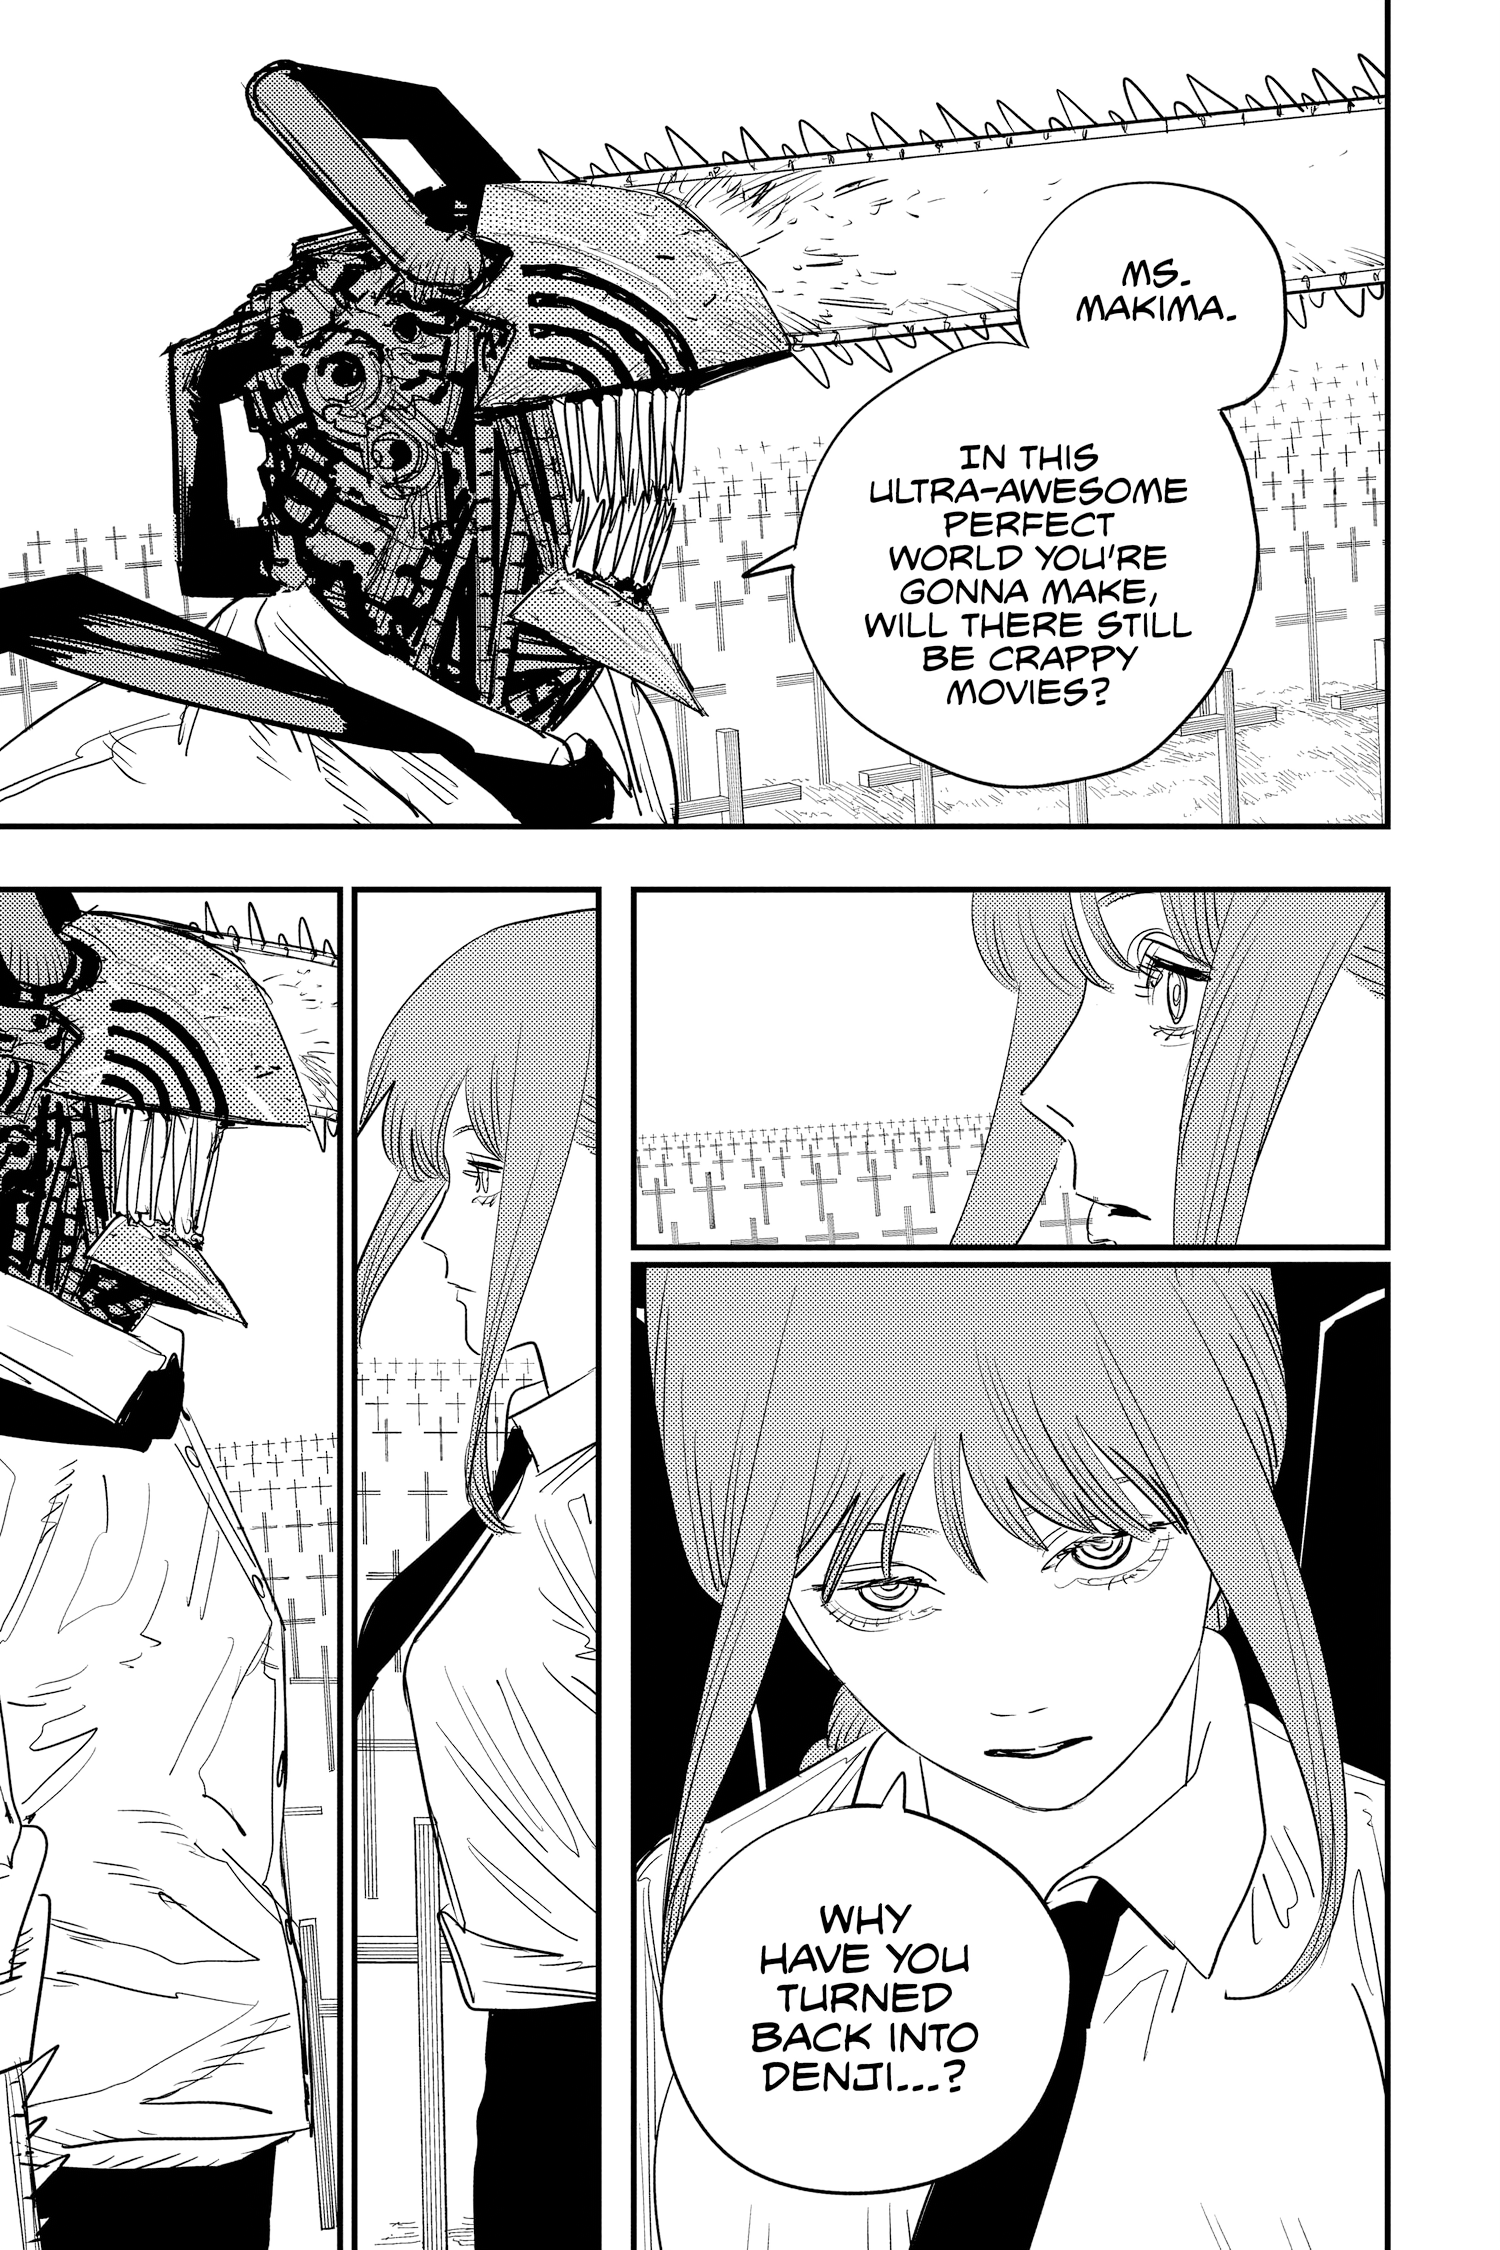 MS.
MAKIMA.
IN THIS
ULTRA-AWESOME
PERFECT
WORLD YOU'RE
GONNA MAKE,
WILL THERE STILL
BE CRAPPY
MOVIES?
WHY
HAVE YOU
TURNED
BACK INTO
DENJI...?